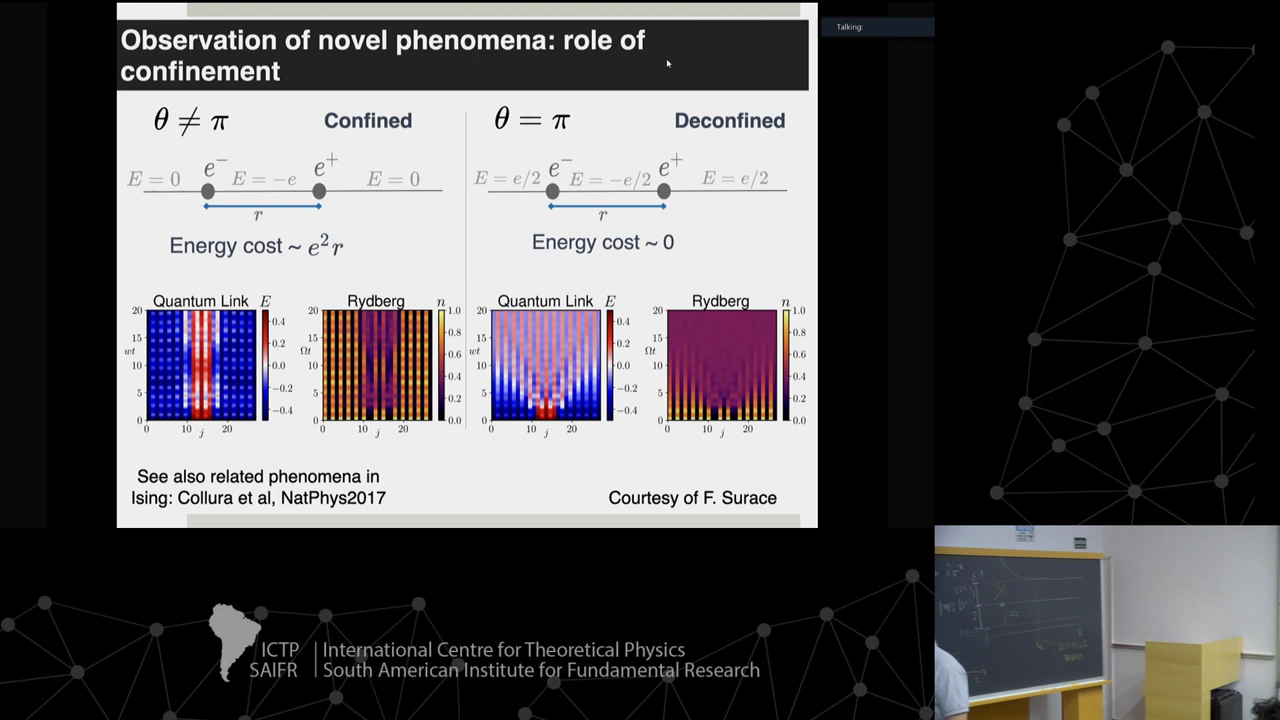 Talking:
Observation of novel phenomena: role of
confinement
θ ≠ π
Confined
E = 0 e⁻ E = −e e⁺ E = 0
r
Energy cost ~ e²r
θ = π
Deconfined
E = e/2 e⁻ E = −e/2 e⁺ E = e/2
r
Energy cost ~ 0
Quantum Link E
20
15
wt
10
5
0
0 10 j 20
0.4
0.2
0.0
−0.2
−0.4
Rydberg n
20
15
Ωt
10
5
0
0 10 j 20
1.0
0.8
0.6
0.4
0.2
0.0
Quantum Link E
20
15
wt
10
5
0
0 10 j 20
0.4
0.2
0.0
−0.2
−0.4
Rydberg n
20
15
Ωt
10
5
0
0 10 j 20
1.0
0.8
0.6
0.4
0.2
0.0
See also related phenomena in
Ising: Collura et al, NatPhys2017
Courtesy of F. Surace
ICTP
SAIFR
International Centre for Theoretical Physics
South American Institute for Fundamental Research